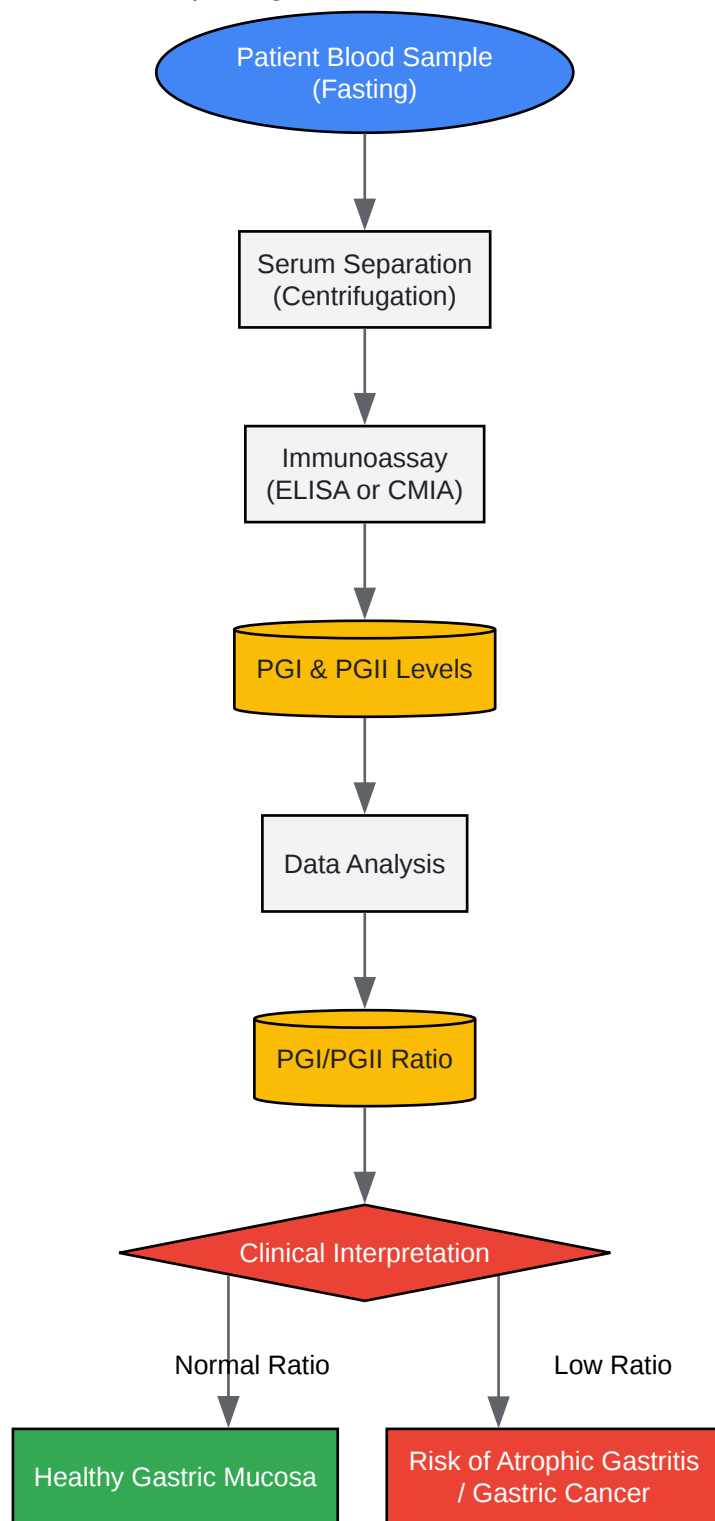 Patient Blood Sample
(Fasting)
Serum Separation
(Centrifugation)
Immunoassay
(ELISA or CMIA)
PGI & PGII Levels
Data Analysis
PGI/PGII Ratio
Clinical Interpretation
Normal Ratio
Low Ratio
Healthy Gastric Mucosa
Risk of Atrophic Gastritis
/ Gastric Cancer